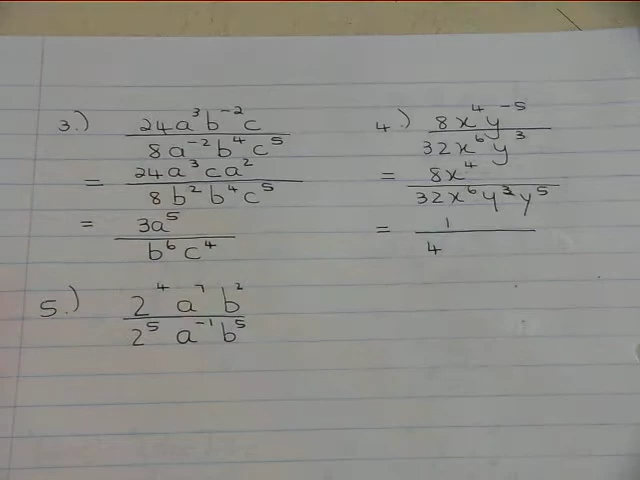 3.) 24a³b⁻²c / 8a⁻²b⁴c⁵
= 24a³ca² / 8b²b⁴c⁵
= 3a⁵ / b⁶c⁴
4.) 8x⁴y⁻⁵ / 32x⁶y³
= 8x⁴ / 32x⁶y³y⁵
= 1 / 4
5.) 2⁴a⁷b² / 2⁵a⁻¹b⁵